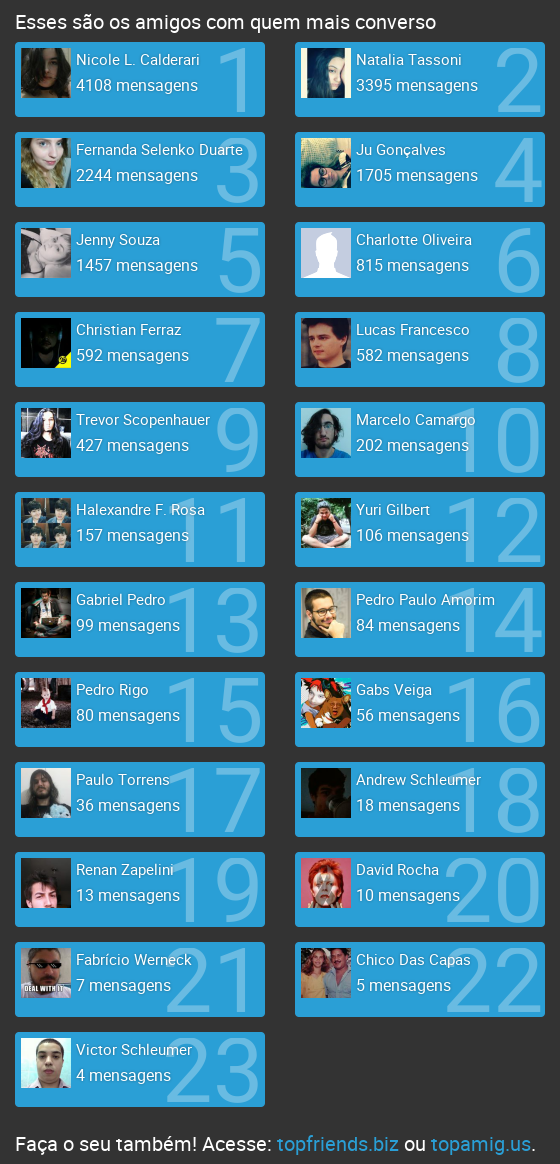 Esses são os amigos com quem mais converso
Nicole L. Calderari
4108 mensagens
1
Natalia Tassoni
3395 mensagens
2
Fernanda Selenko Duarte
2244 mensagens
3
Ju Gonçalves
1705 mensagens
4
Jenny Souza
1457 mensagens
5
Charlotte Oliveira
815 mensagens
6
Christian Ferraz
592 mensagens
7
Lucas Francesco
582 mensagens
8
Trevor Scopenhauer
427 mensagens
9
Marcelo Camargo
202 mensagens
10
Halexandre F. Rosa
157 mensagens
11
Yuri Gilbert
106 mensagens
12
Gabriel Pedro
99 mensagens
13
Pedro Paulo Amorim
84 mensagens
14
Pedro Rigo
80 mensagens
15
Gabs Veiga
56 mensagens
16
Paulo Torrens
36 mensagens
17
Andrew Schleumer
18 mensagens
18
Renan Zapelini
13 mensagens
19
David Rocha
10 mensagens
20
Fabrício Werneck
7 mensagens
21
DEAL WITH IT
Chico Das Capas
5 mensagens
22
Victor Schleumer
4 mensagens
23
Faça o seu também! Acesse: topfriends.biz ou topamig.us.